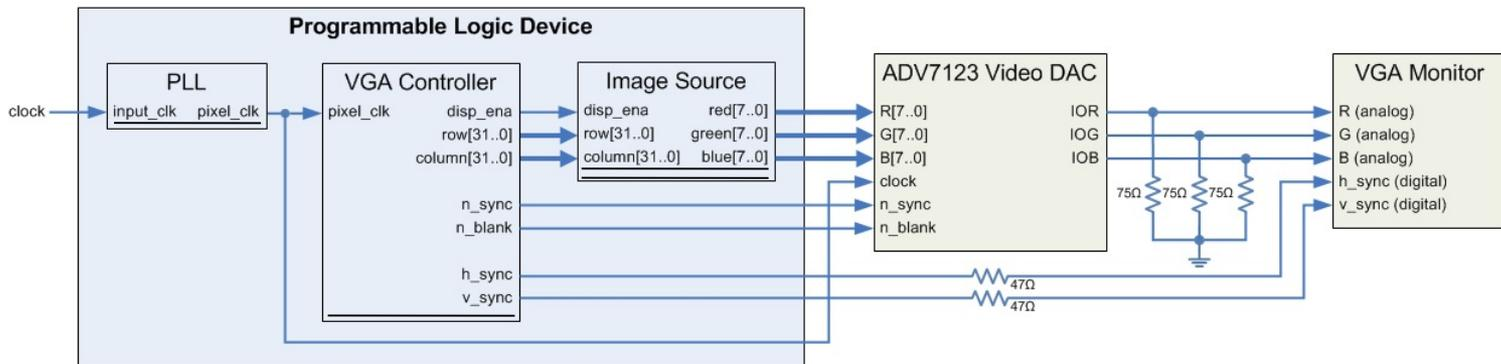 Programmable Logic Device
PLL
clock
input_clk pixel_clk
VGA Controller
pixel_clk
disp_ena
row[31..0]
column[31..0]
n_sync
n_blank
h_sync
v_sync
Image Source
disp_ena red[7..0]
row[31..0] green[7..0]
column[31..0] blue[7..0]
ADV7123 Video DAC
R[7..0] IOR
G[7..0] IOG
B[7..0] IOB
clock
n_sync
n_blank
75Ω 75Ω 75Ω
47Ω
47Ω
VGA Monitor
R (analog)
G (analog)
B (analog)
h_sync (digital)
v_sync (digital)